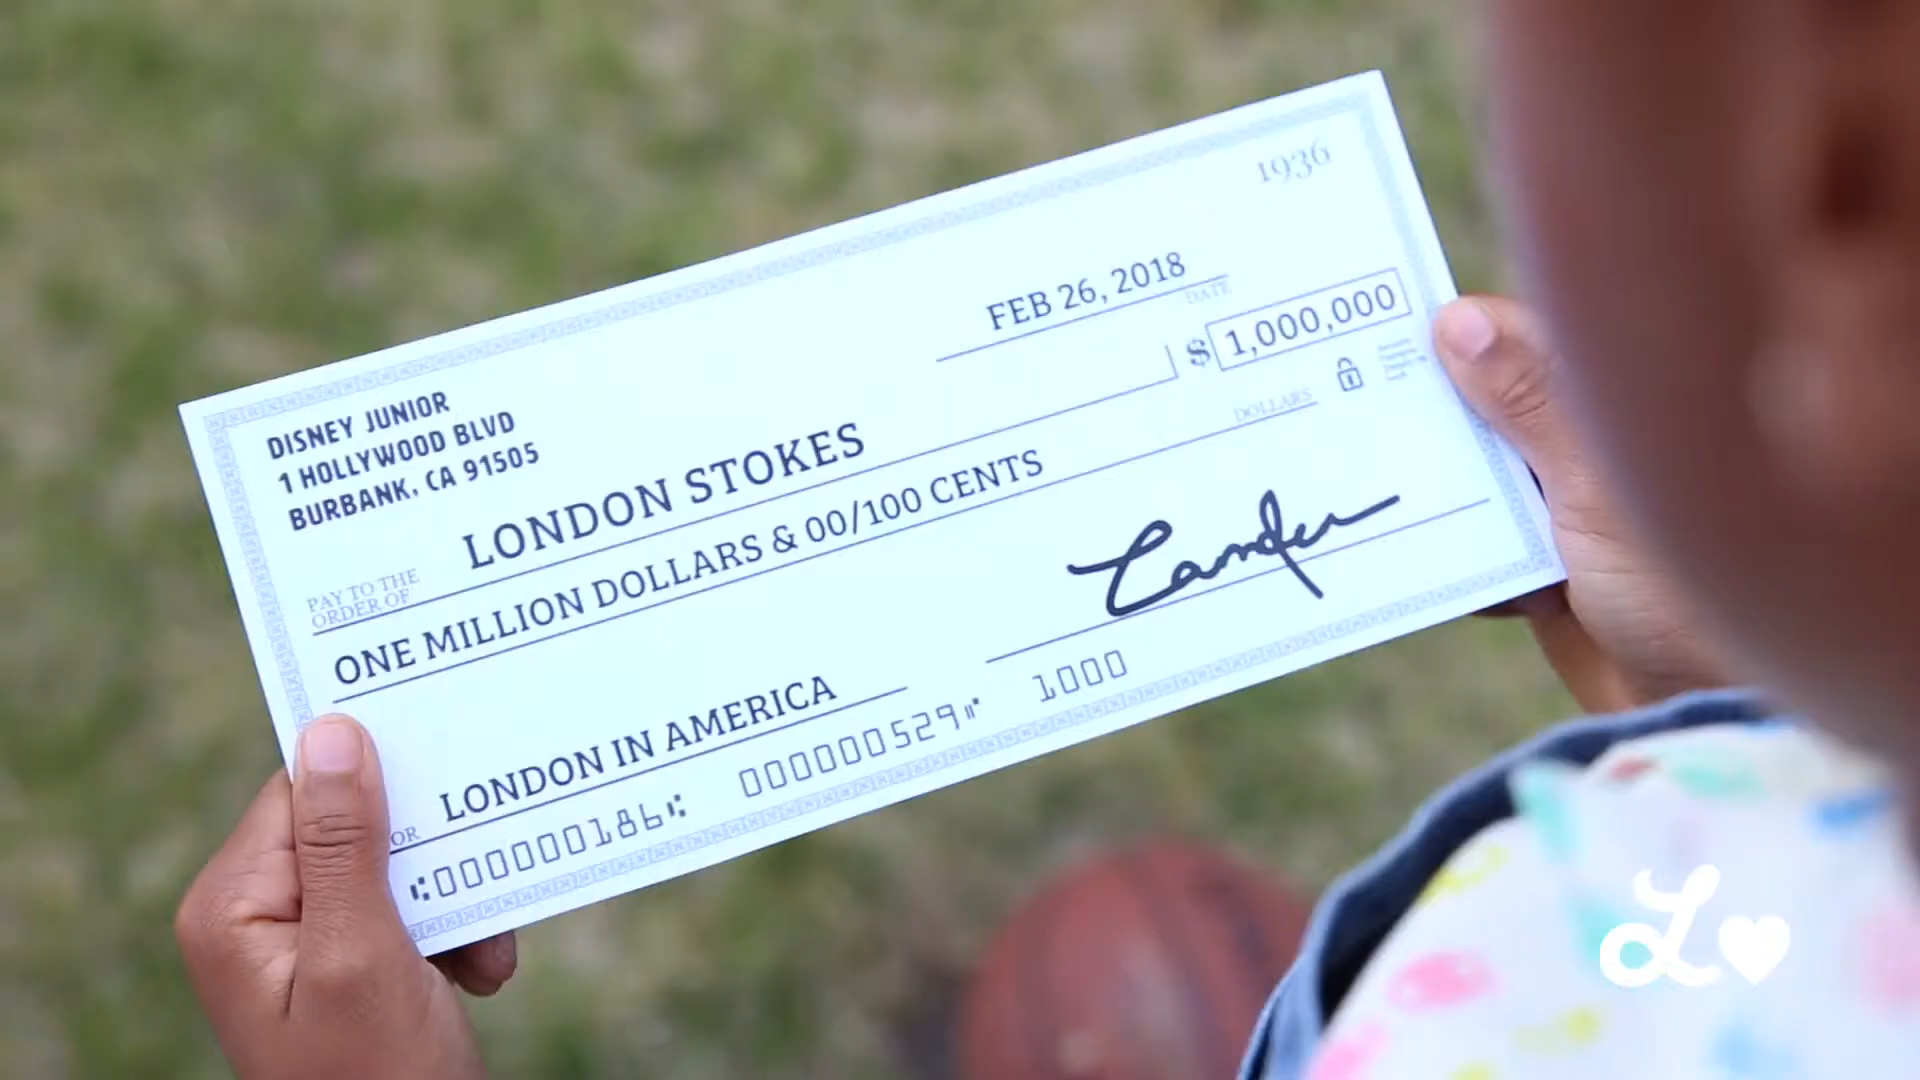 1936
FEB 26, 2018
DATE
DISNEY JUNIOR
1 HOLLYWOOD BLVD
BURBANK, CA 91505
PAY TO THE
ORDER OF
LONDON STOKES
$ 1,000,000
ONE MILLION DOLLARS & 00/100 CENTS
DOLLARS
OR LONDON IN AMERICA
Landen
⑆000000186⑆ 000000529⑈ 1000
L